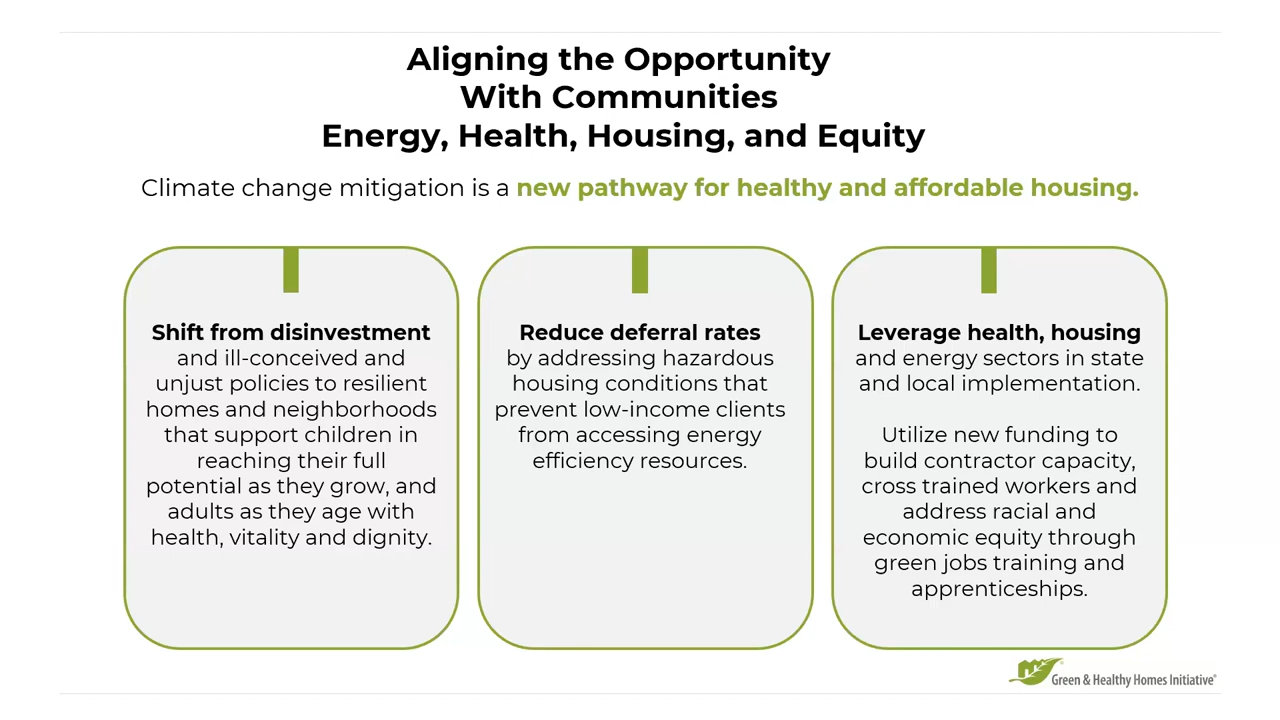 Aligning the Opportunity
With Communities
Energy, Health, Housing, and Equity
Climate change mitigation is a new pathway for healthy and affordable housing.
Shift from disinvestment
and ill-conceived and
unjust policies to resilient
homes and neighborhoods
that support children in
reaching their full
potential as they grow, and
adults as they age with
health, vitality and dignity.
Reduce deferral rates
by addressing hazardous
housing conditions that
prevent low-income clients
from accessing energy
efficiency resources.
Leverage health, housing
and energy sectors in state
and local implementation.
Utilize new funding to
build contractor capacity,
cross trained workers and
address racial and
economic equity through
green jobs training and
apprenticeships.
Green & Healthy Homes Initiative®